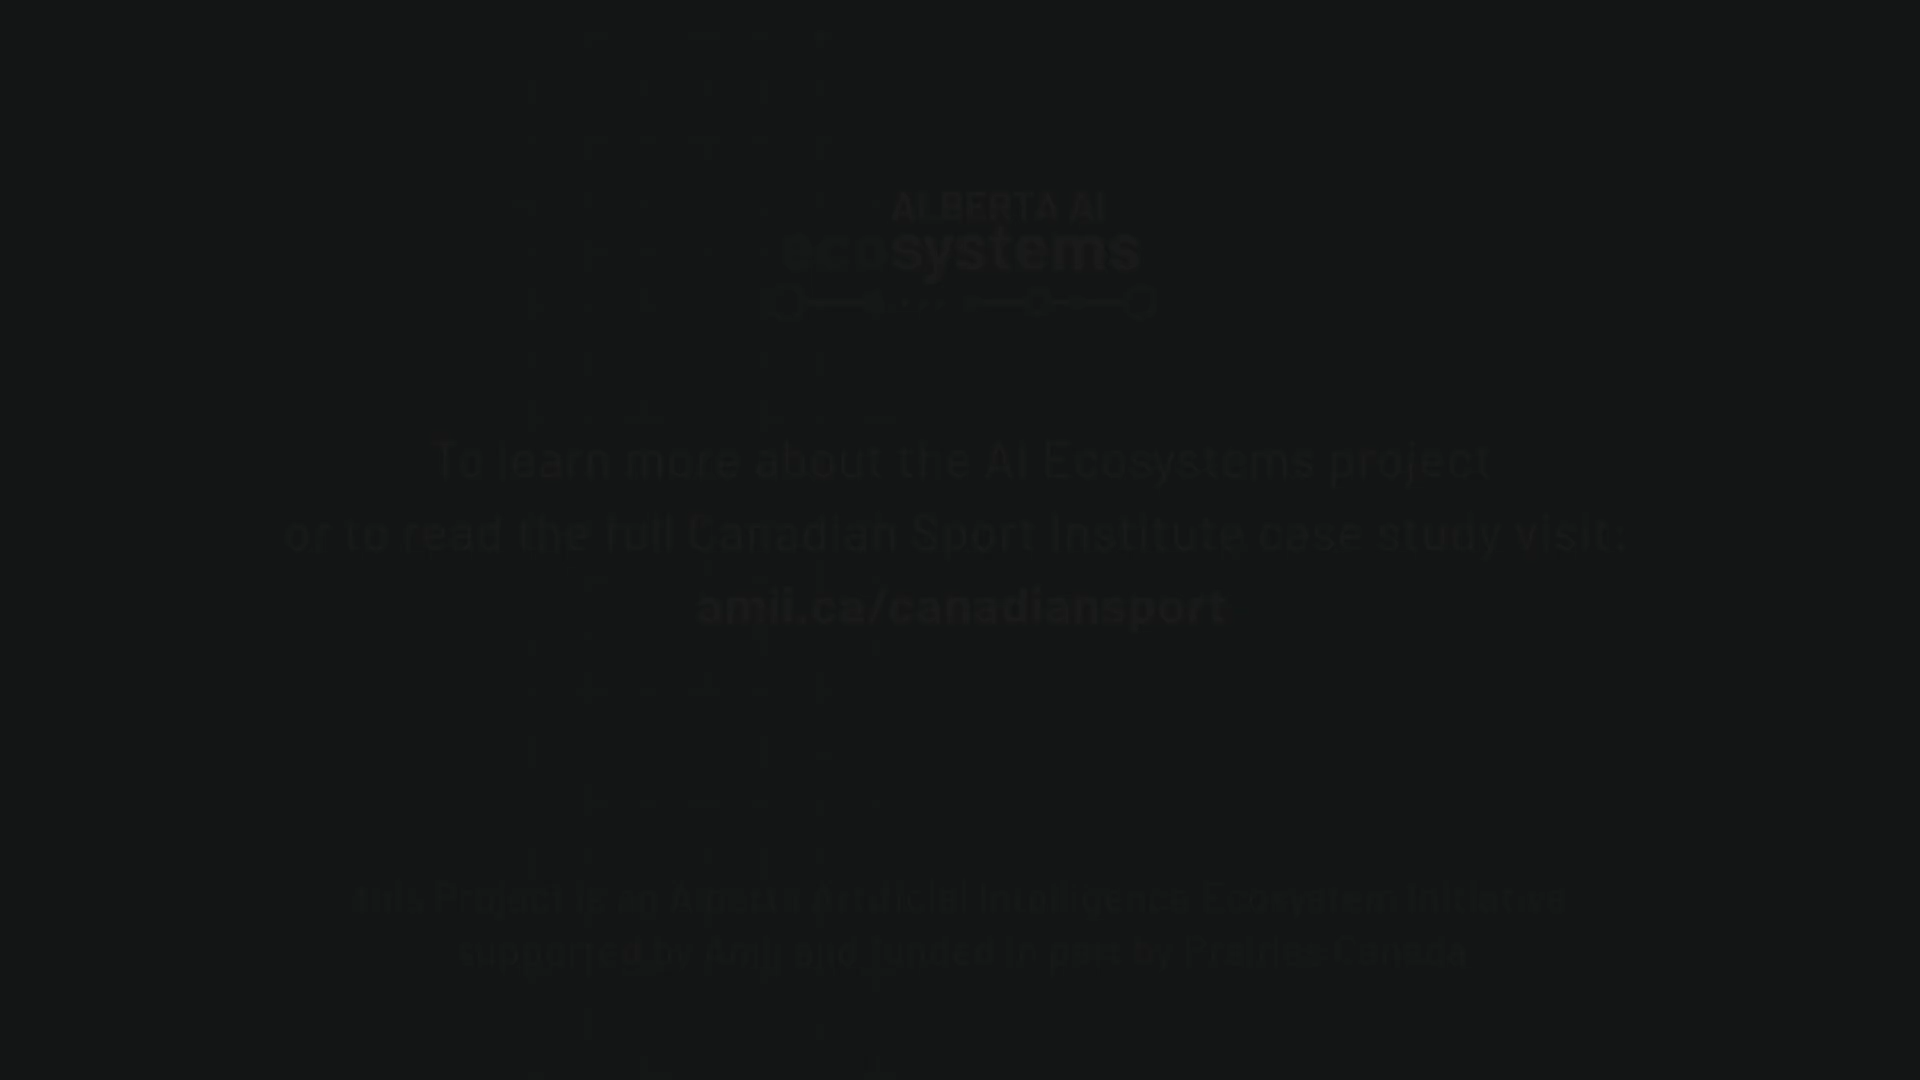 ALBERTA AI
ecosystems
To learn more about the AI Ecosystems project
or to read the full Canadian Sport Institute case study visit:
amii.ca/canadiansport
This Project is an Alberta Artificial Intelligence Ecosystem Initiative
supported by Amii and funded in part by PrairiesCanada